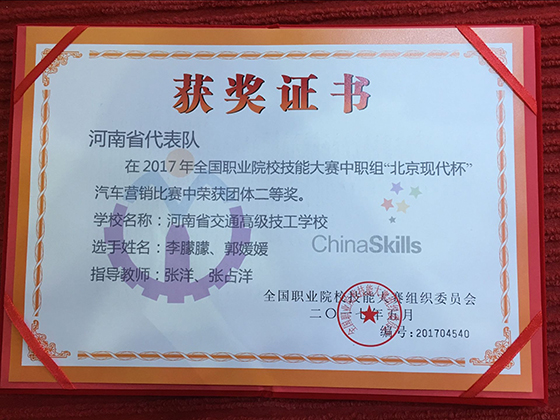 获奖证书
河南省代表队
在2017年全国职业院校技能大赛中职组“北京现代杯”
汽车营销比赛中荣获团体二等奖。
学校名称：河南省交通高级技工学校
选手姓名：李朦朦、郭媛媛
ChinaSkills
指导教师：张洋、张占洋
全国职业院校技能大赛组织委员会
二〇一七年五月
编号:201704540